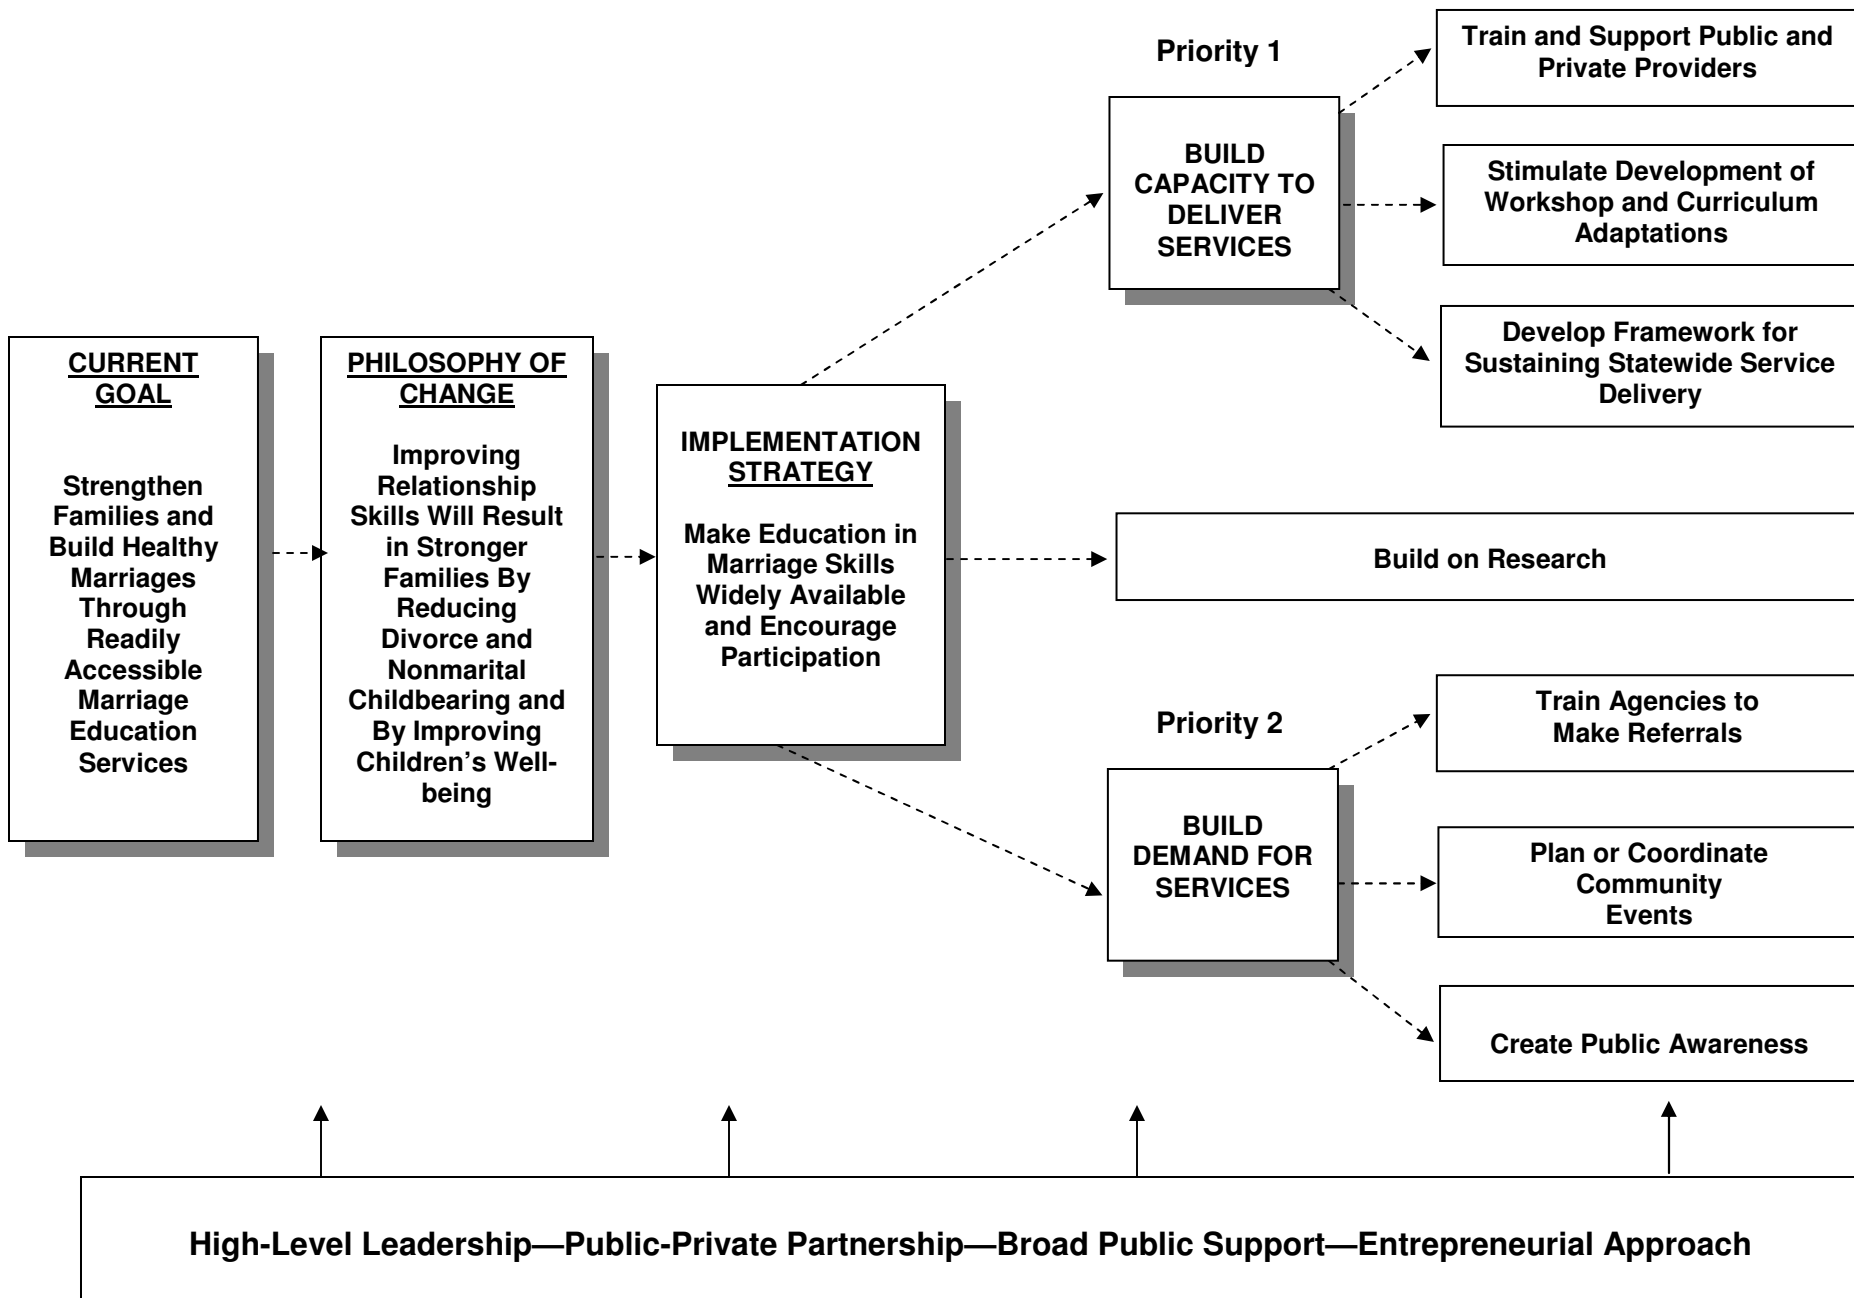 CURRENT
GOAL
Strengthen
Families and
Build Healthy
Marriages
Through
Readily
Accessible
Marriage
Education
Services
PHILOSOPHY OF
CHANGE
Improving
Relationship
Skills Will Result
in Stronger
Families By
Reducing
Divorce and
Nonmarital
Childbearing and
By Improving
Children’s Well-
being
IMPLEMENTATION
STRATEGY
Make Education in
Marriage Skills
Widely Available
and Encourage
Participation
Priority 1
BUILD
CAPACITY TO
DELIVER
SERVICES
Train and Support Public and
Private Providers
Stimulate Development of
Workshop and Curriculum
Adaptations
Develop Framework for
Sustaining Statewide Service
Delivery
Build on Research
Priority 2
BUILD
DEMAND FOR
SERVICES
Train Agencies to
Make Referrals
Plan or Coordinate
Community
Events
Create Public Awareness
High-Level Leadership—Public-Private Partnership—Broad Public Support—Entrepreneurial Approach